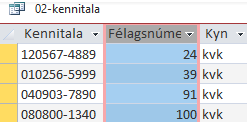 02-kennitala
Kennitala Félagsnúme Kyn
120567-4889 24 kvk
010256-5999 39 kvk
040903-7890 91 kvk
080800-1340 100 kvk